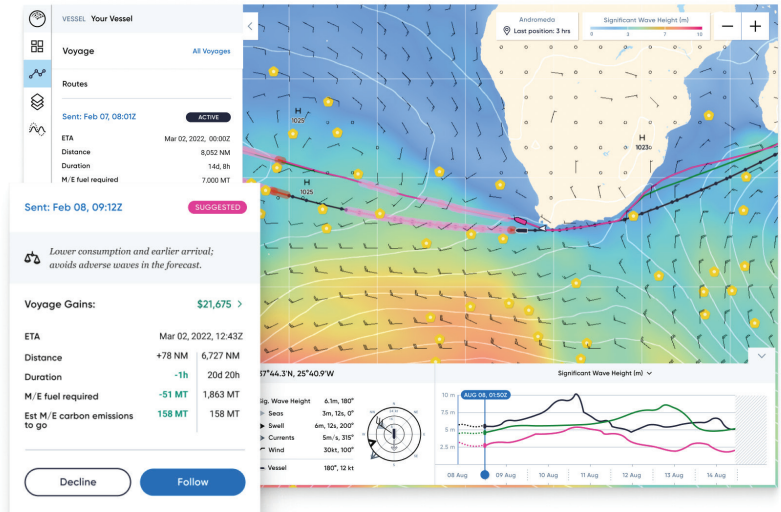 VESSEL Your Vessel
Voyage All Voyages
Routes
Sent: Feb 07, 08:01Z ACTIVE
ETA Mar 02, 2022, 00:00Z
Distance 8,052 NM
Duration 14d, 8h
M/E fuel required 7,000 MT
Sent: Feb 08, 09:12Z SUGGESTED
Lower consumption and earlier arrival;
avoids adverse waves in the forecast.
Voyage Gains: $21,675 >
ETA Mar 02, 2022, 12:43Z
Distance +78 NM 6,727 NM
Duration -1h 20d 20h
M/E fuel required -51 MT 1,863 MT
Est M/E carbon emissions 158 MT 158 MT
to go
Decline Follow
Andromeda
Last position: 3 hrs
Significant Wave Height (m)
0 4 7 10
H
1025
H
1025
H
1023
37°44.3'N, 25°40.9'W
Sig. Wave Height 6.1m, 180°
Seas 3m, 12s, 0°
Swell 6m, 12s, 200°
Currents 5m/s, 315°
Wind 30kt, 100°
Vessel 180°, 12 kt
Significant Wave Height (m)
AUG 08, 01:50Z
10 m
7.5 m
5 m
2.5 m
08 Aug 09 Aug 10 Aug 11 Aug 12 Aug 13 Aug 14 Aug